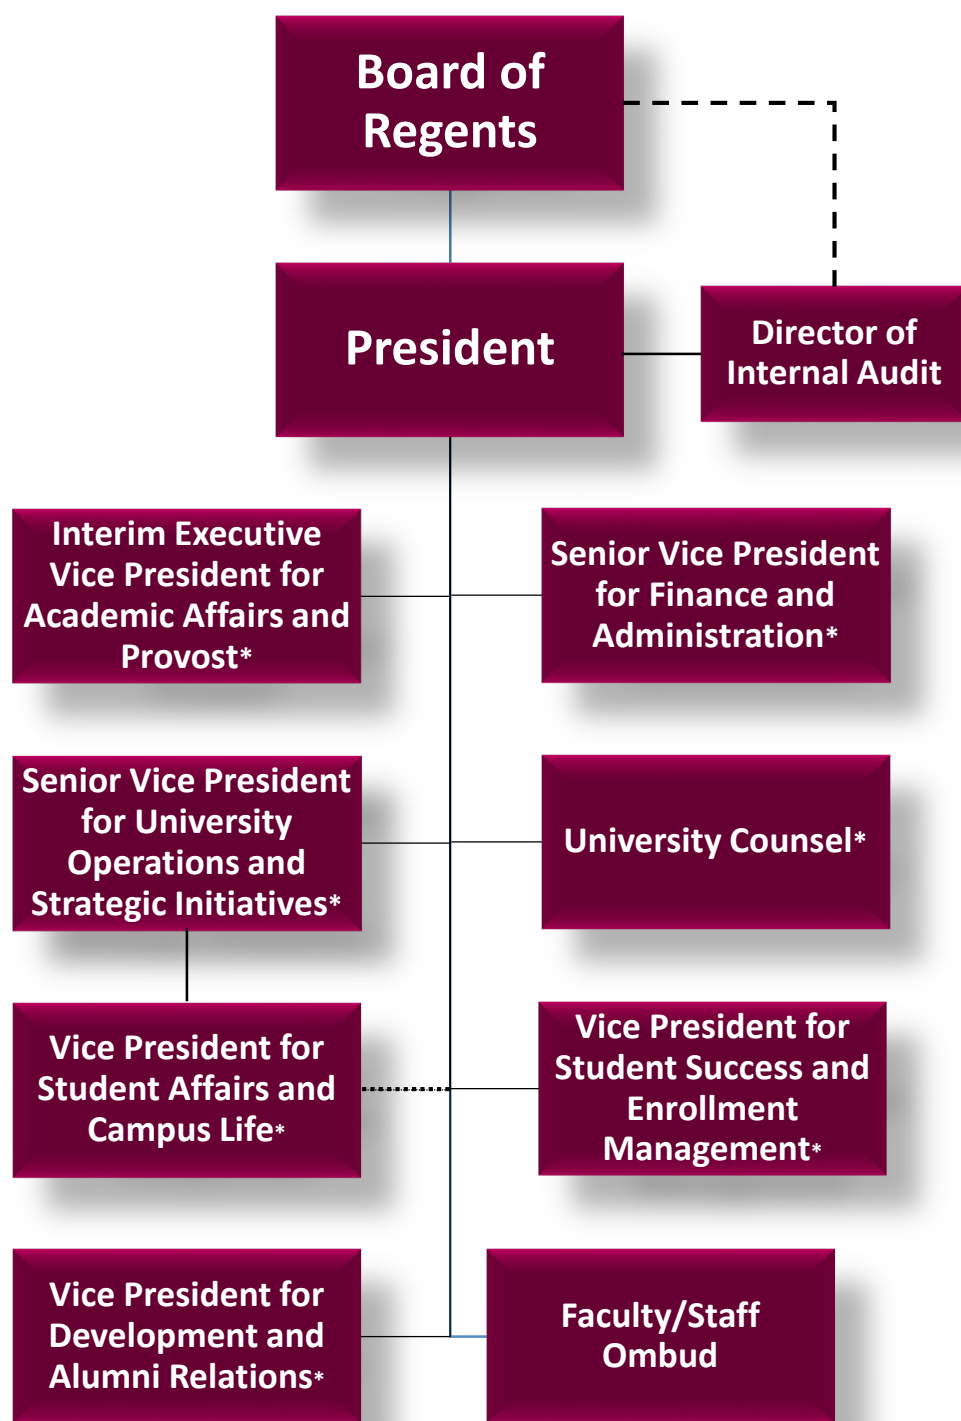 Board of
Regents
President
Director of
Internal Audit
Interim Executive
Vice President for
Academic Affairs and
Provost*
Senior Vice President
for Finance and
Administration*
Senior Vice President
for University
Operations and
Strategic Initiatives*
University Counsel*
Vice President for
Student Affairs and
Campus Life*
Vice President for
Student Success and
Enrollment
Management*
Vice President for
Development and
Alumni Relations*
Faculty/Staff
Ombud